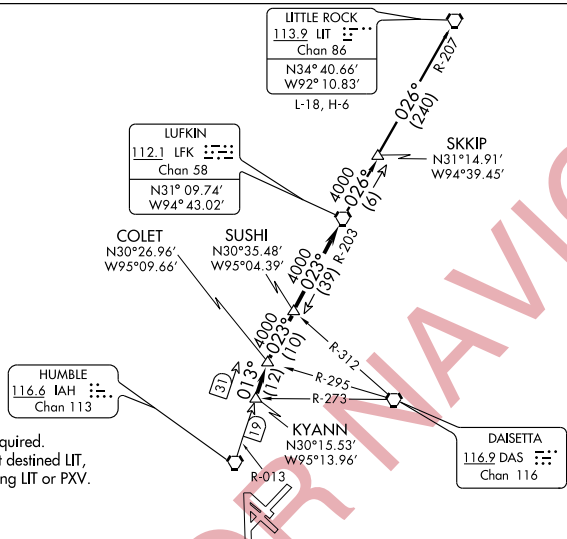 LITTLE ROCK
113.9 LIT
Chan 86
N34° 40.66’
W92° 10.83’
L-18, H-6
R-207
026°
(240)
LUFKIN
112.1 LFK
Chan 58
N31° 09.74’
W94° 43.02’
SKKIP
N31°14.91’
W94°39.45’
4000
026°
(6)
R-203
COLET
N30°26.96’
W95°09.66’
SUSHI
N30°35.48’
W95°04.39’
4000
023°
(39)
4000
023°
(10)
R-312
R-295
R-273
31
013°
(12)
19
HUMBLE
116.6 IAH
Chan 113
KYANN
N30°15.53’
W95°13.96’
DAISETTA
116.9 DAS
Chan 116
R-013
quired.
t destined LIT,
ng LIT or PXV.
OR NAVIG